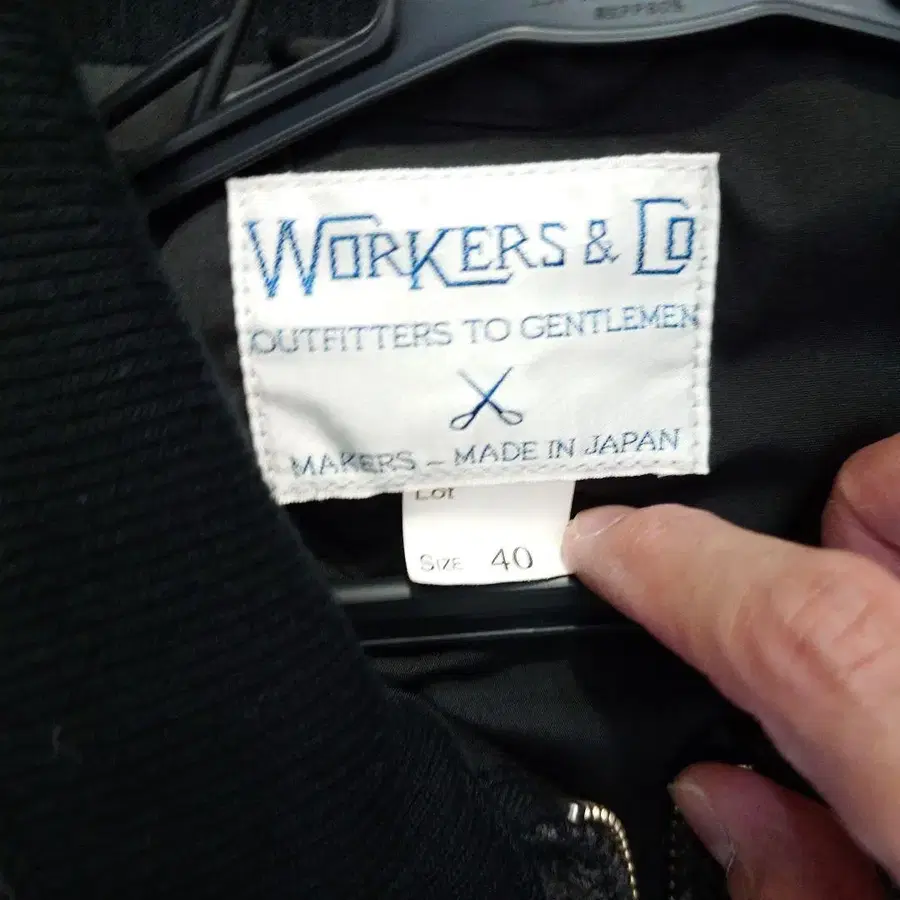 WORKERS & CO
OUTFITTERS TO GENTLEMEN
MAKERS – MADE IN JAPAN
LOT
SIZE 40